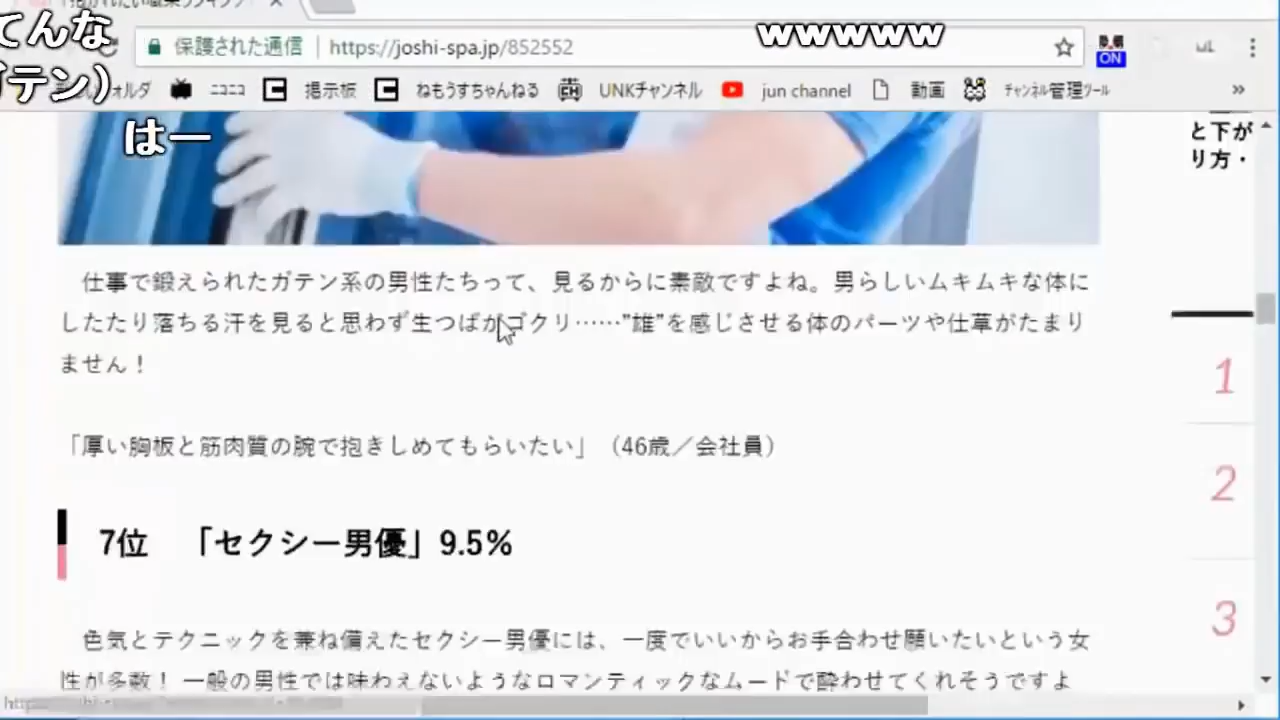 てんな
wwwwww
保護された通信
https://joshi-spa.jp/852552
ON
ガテン)
ォルダ
ニコニコ
掲示板
ねもうすちゃんねる
UNKチャンネル
jun channel
動画
チャンネル管理ツール
»
はー
と下が
り方・
仕事で鍛えられたガテン系の男性たちって、見るからに素敵ですよね。男らしいムキムキな体に
したたり落ちる汗を見ると思わず生つばがゴクリ……”雄”を感じさせる体のパーツや仕草がたまり
ません！
「厚い胸板と筋肉質の腕で抱きしめてもらいたい」（46歳／会社員）
7位 「セクシー男優」9.5%
色気とテクニックを兼ね備えたセクシー男優には、一度でいいからお手合わせ願いたいという女
性が多数！ 一般の男性では味わえないようなロマンティックなムードで酔わせてくれそうですよ
1
2
3